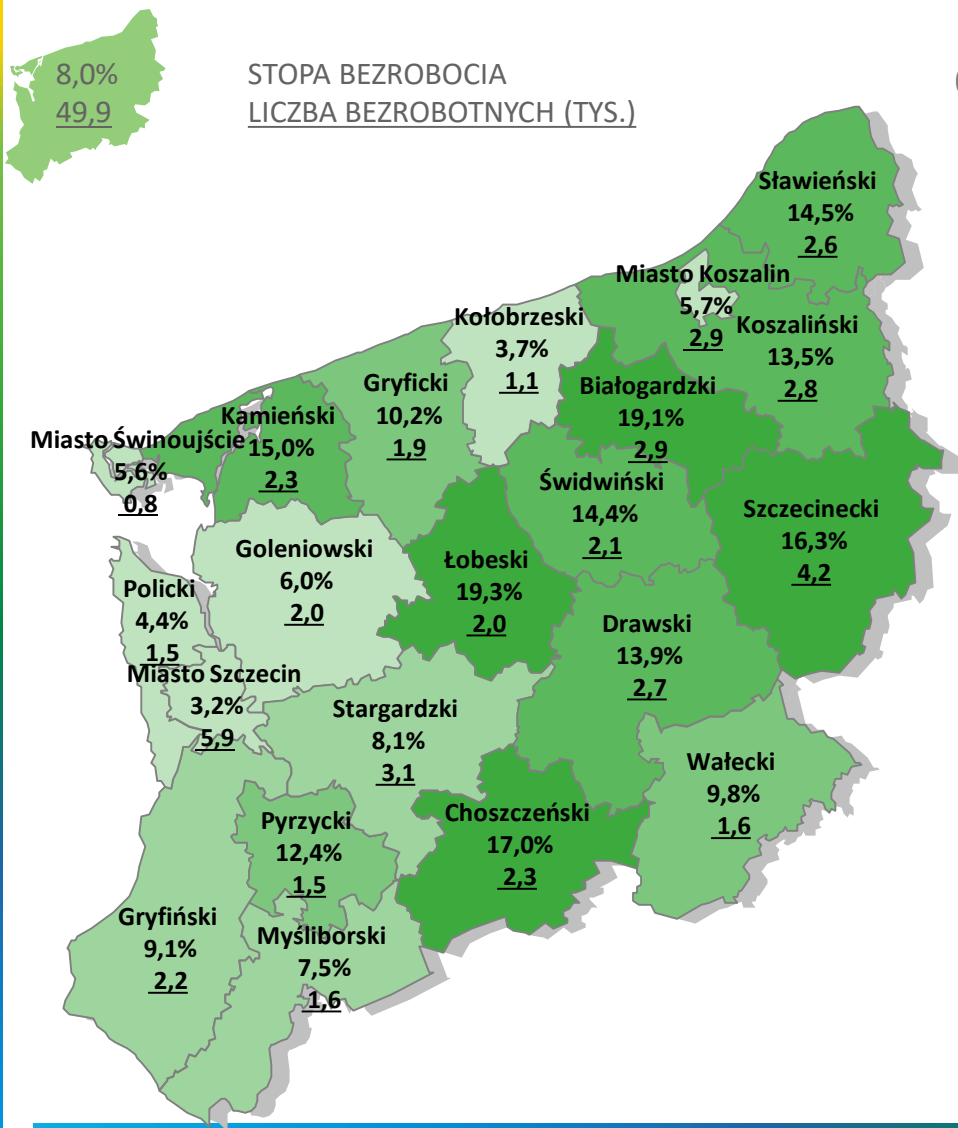 8,0%
49,9
STOPA BEZROBOCIA
LICZBA BEZROBOTNYCH (TYS.)
Sławieński
14,5%
2,6
Miasto Koszalin
5,7%
2,9
Koszaliński
13,5%
2,8
Kołobrzeski
3,7%
1,1
Białogardzki
19,1%
2,9
Gryficki
10,2%
1,9
Kamieński
15,0%
2,3
Miasto Świnoujście
5,6%
0,8
Świdwiński
14,4%
2,1
Szczecinecki
16,3%
4,2
Goleniowski
6,0%
2,0
Łobeski
19,3%
2,0
Policki
4,4%
1,5
Drawski
13,9%
2,7
Miasto Szczecin
3,2%
5,9
Stargardzki
8,1%
3,1
Wałecki
9,8%
1,6
Choszczeński
17,0%
2,3
Pyrzycki
12,4%
1,5
Gryfiński
9,1%
2,2
Myśliborski
7,5%
1,6